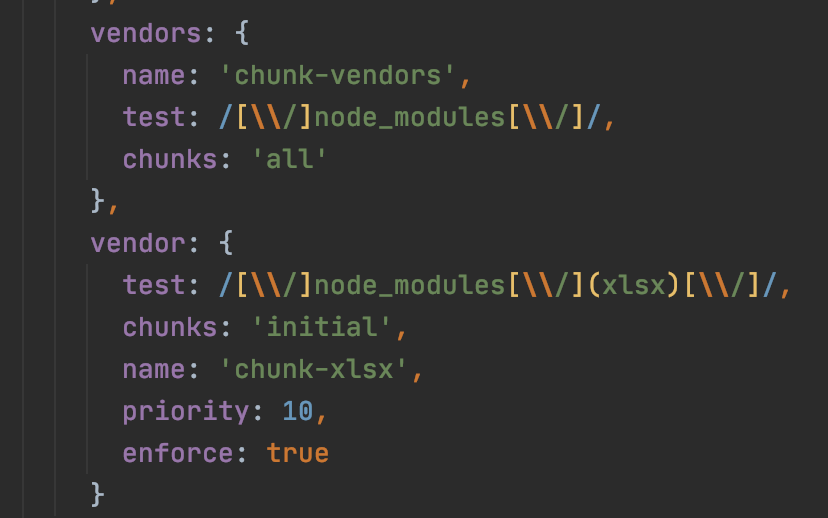 },
vendors: {
name: 'chunk-vendors',
test: /[\\/]node_modules[\\/]/,
chunks: 'all'
},
vendor: {
test: /[\\/]node_modules[\\/](xlsx)[\\/]/,
chunks: 'initial',
name: 'chunk-xlsx',
priority: 10,
enforce: true
}